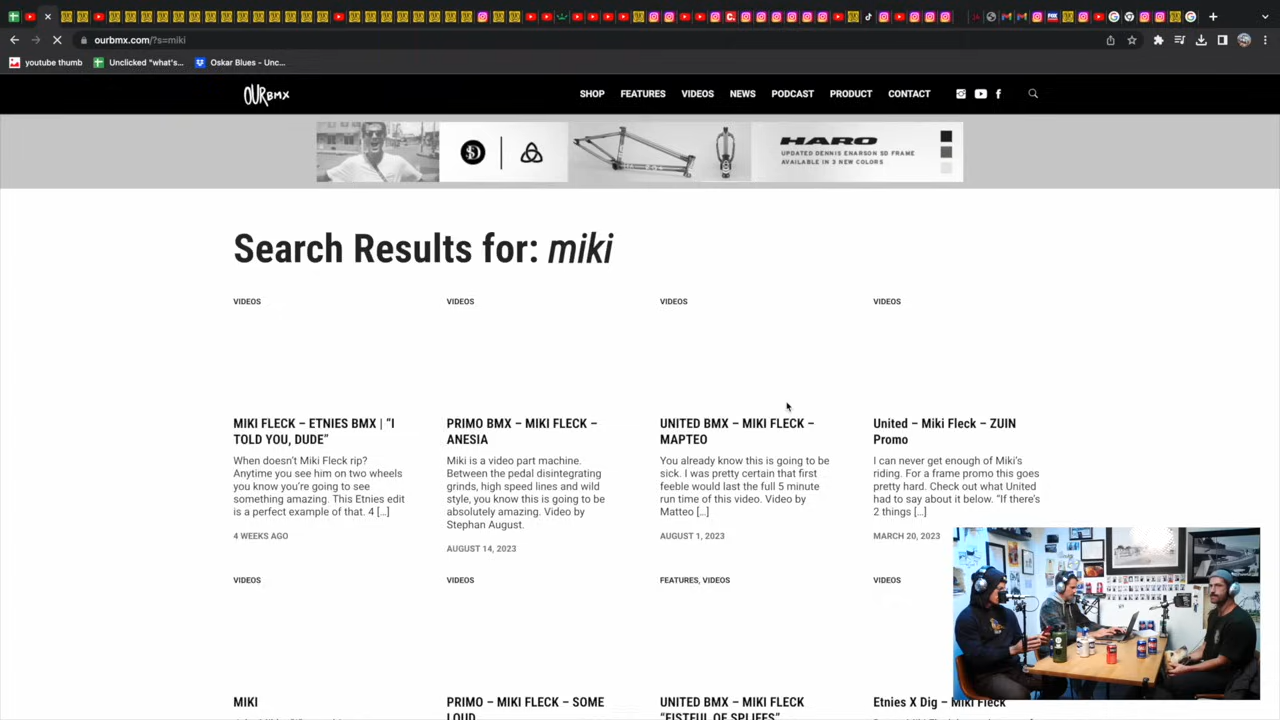 ourbmx.com/?s=miki
youtube thumb
Unclicked "what's...
Oskar Blues - Unc...
OURBMX
SHOP
FEATURES
VIDEOS
NEWS
PODCAST
PRODUCT
CONTACT
HARO
UPDATED DENNIS ENARSON SD FRAME
AVAILABLE IN 3 NEW COLORS
Search Results for: miki
VIDEOS
MIKI FLECK – ETNIES BMX | "I
TOLD YOU, DUDE"
When doesn't Miki Fleck rip?
Anytime you see him on two wheels
you know you're going to see
something amazing. This Etnies edit
is a perfect example of that. 4 [...]
4 WEEKS AGO
VIDEOS
PRIMO BMX – MIKI FLECK –
ANESIA
Miki is a video part machine.
Between the pedal disintegrating
grinds, high speed lines and wild
style, you know this is going to be
absolutely amazing. Video by
Stephan August.
AUGUST 14, 2023
VIDEOS
UNITED BMX – MIKI FLECK –
MAPTEO
You already know this is going to be
sick. I was pretty certain that first
feeble would last the full 5 minute
run time of this video. Video by
Matteo [...]
AUGUST 1, 2023
VIDEOS
United – Miki Fleck – ZUIN
Promo
I can never get enough of Miki's
riding. For a frame promo this goes
pretty hard. Check out what United
had to say about it below. "If there's
2 things [...]
MARCH 20, 2023
VIDEOS
MIKI
VIDEOS
PRIMO – MIKI FLECK – SOME
LOUD
FEATURES, VIDEOS
UNITED BMX – MIKI FLECK
"FISTFUL OF SPLIFFS"
VIDEOS
Etnies X Dig – Miki Fleck